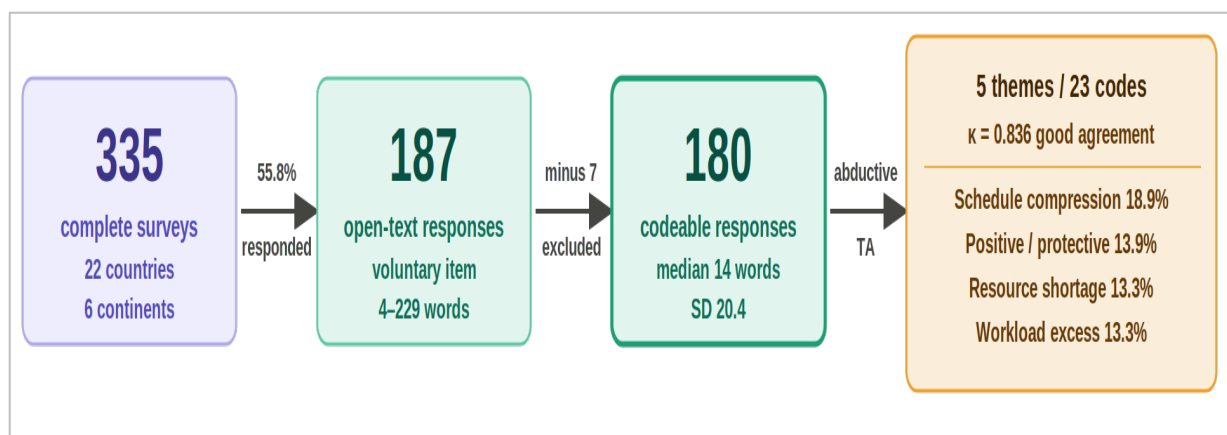 335
complete surveys
22 countries
6 continents
55.8%
responded
187
open-text responses
voluntary item
4–229 words
minus 7
excluded
180
codeable responses
median 14 words
SD 20.4
abductive
TA
5 themes / 23 codes
κ = 0.836 good agreement
Schedule compression 18.9%
Positive / protective 13.9%
Resource shortage 13.3%
Workload excess 13.3%